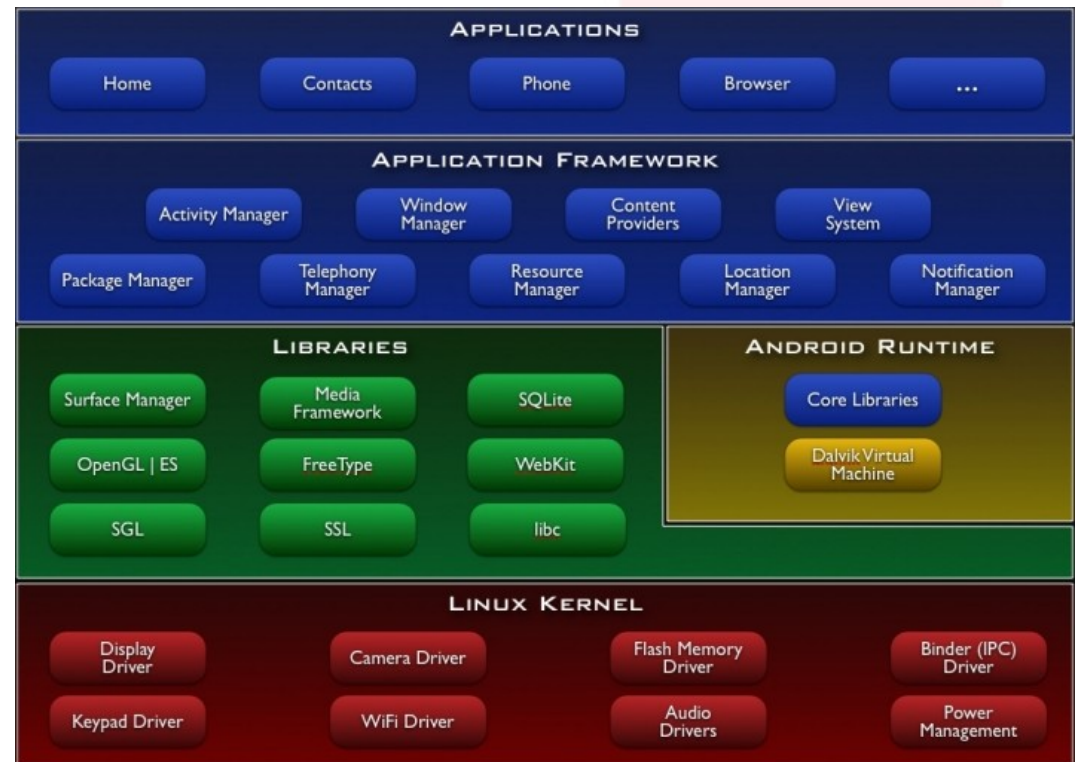 APPLICATIONS
Home
Contacts
Phone
Browser
...
APPLICATION FRAMEWORK
Activity Manager
Window
Manager
Content
Providers
View
System
Package Manager
Telephony
Manager
Resource
Manager
Location
Manager
Notification
Manager
LIBRARIES
Surface Manager
Media
Framework
SQLite
OpenGL | ES
FreeType
WebKit
SGL
SSL
libc
ANDROID RUNTIME
Core Libraries
Dalvik Virtual
Machine
LINUX KERNEL
Display
Driver
Camera Driver
Flash Memory
Driver
Binder (IPC)
Driver
Keypad Driver
WiFi Driver
Audio
Drivers
Power
Management